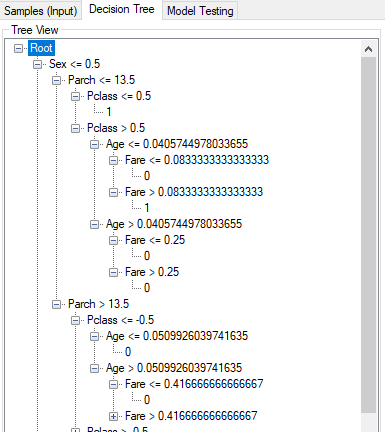 Samples (Input) Decision Tree Model Testing
Tree View
Root
Sex <= 0.5
Parch <= 13.5
Pclass <= 0.5
1
Pclass > 0.5
Age <= 0.0405744978033655
Fare <= 0.0833333333333333
0
Fare > 0.0833333333333333
1
Age > 0.0405744978033655
Fare <= 0.25
0
Fare > 0.25
0
Parch > 13.5
Pclass <= -0.5
Age <= 0.0509926039741635
0
Age > 0.0509926039741635
Fare <= 0.416666666666667
0
Fare > 0.416666666666667
Pclass > -0.5